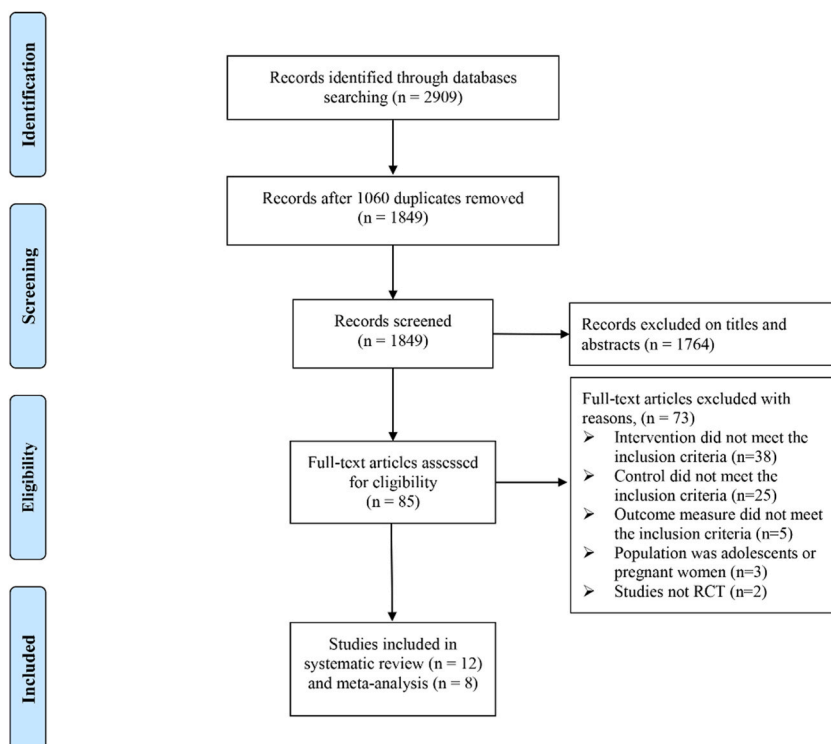 Identification
Records identified through databases
searching (n = 2909)
Records after 1060 duplicates removed
(n = 1849)
Screening
Records screened
(n = 1849)
Records excluded on titles and
abstracts (n = 1764)
Eligibility
Full-text articles assessed
for eligibility
(n = 85)
Full-text articles excluded with
reasons, (n = 73)
➢ Intervention did not meet the
inclusion criteria (n=38)
➢ Control did not meet the
inclusion criteria (n=25)
➢ Outcome measure did not meet
the inclusion criteria (n=5)
➢ Population was adolescents or
pregnant women (n=3)
➢ Studies not RCT (n=2)
Included
Studies included in
systematic review (n = 12)
and meta-analysis (n = 8)